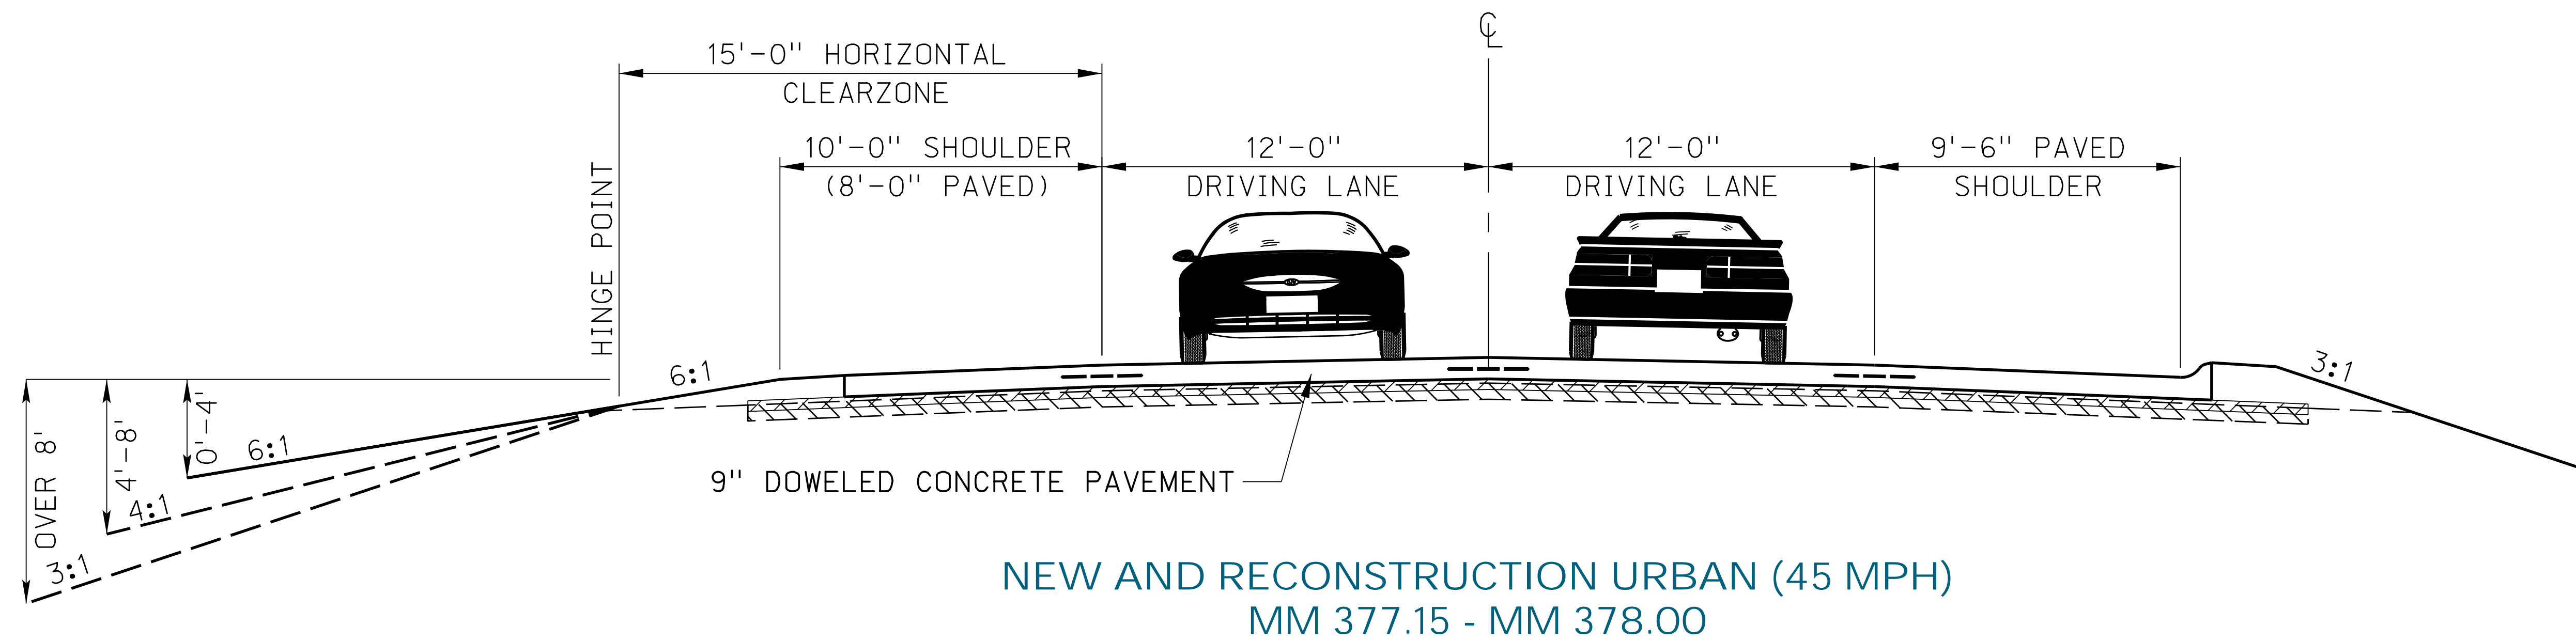 ℄
15'-0" HORIZONTAL
CLEARZONE
10'-0" SHOULDER
(8'-0" PAVED)
12'-0"
DRIVING LANE
12'-0"
DRIVING LANE
9'-6" PAVED
SHOULDER
HINGE POINT
6:1
3:1
OVER 8'
4'-8'
0'-4'
6:1
4:1
3:1
9" DOWELED CONCRETE PAVEMENT
NEW AND RECONSTRUCTION URBAN (45 MPH)
MM 377.15 - MM 378.00